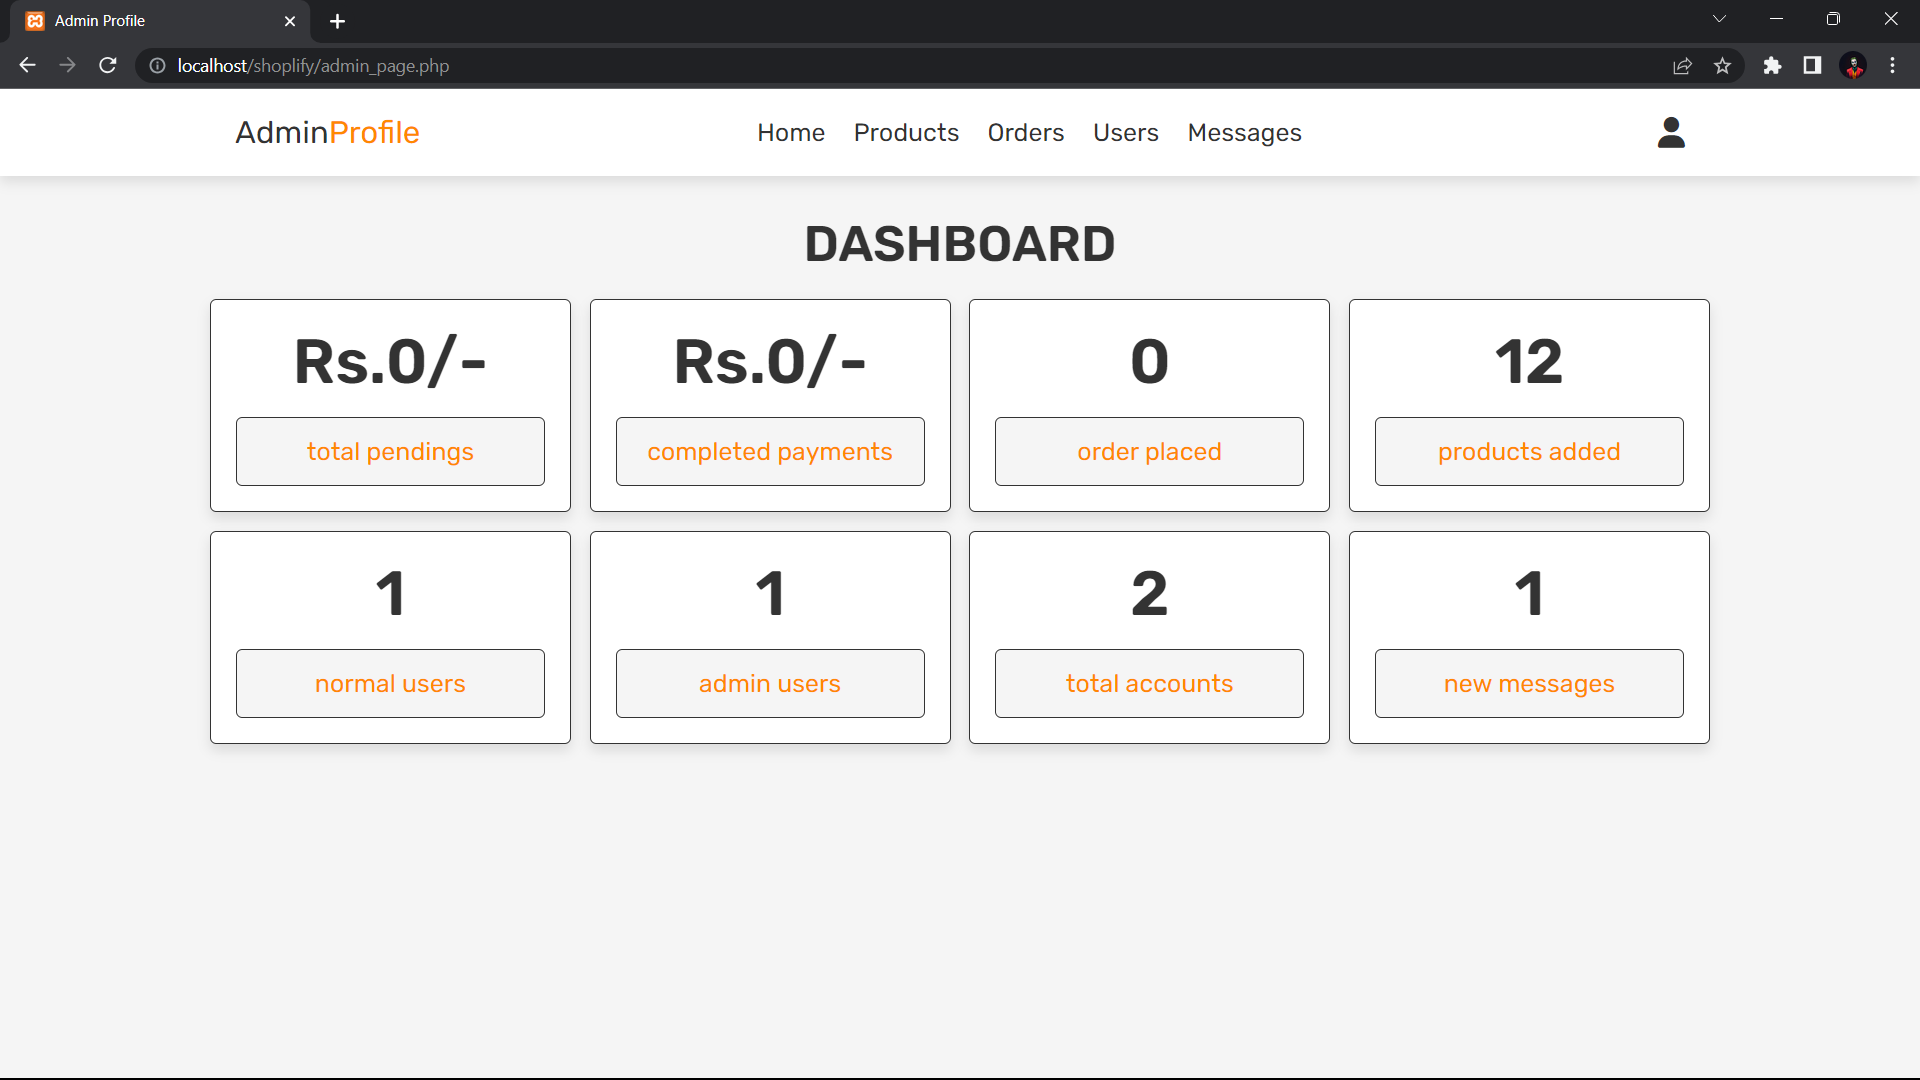 Admin Profile
localhost/shoplify/admin_page.php
AdminProfile
Home Products Orders Users Messages
DASHBOARD
Rs.0/- Rs.0/- 0 12
total pendings completed payments order placed products added
1 1 2 1
normal users admin users total accounts new messages